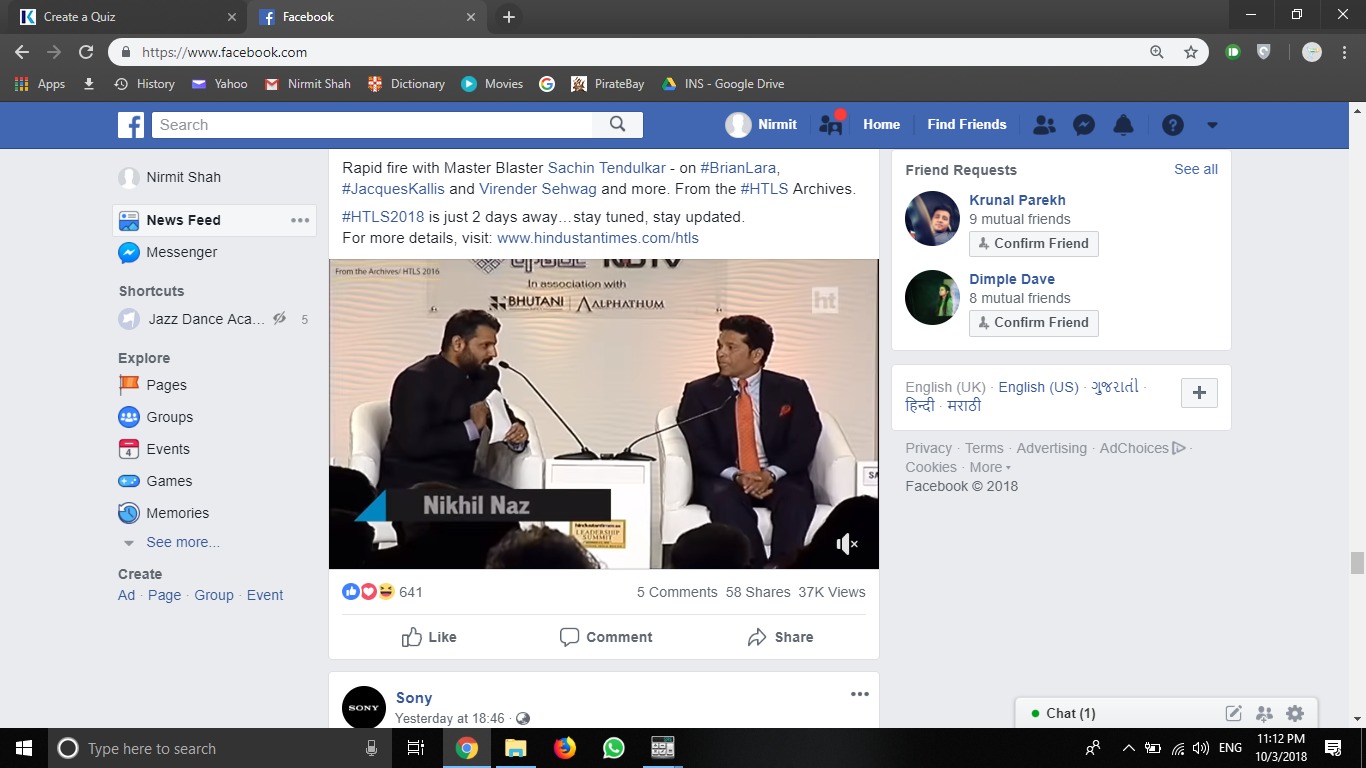 Create a Quiz
Facebook
https://www.facebook.com
Apps
History
Yahoo
Nirmit Shah
Dictionary
Movies
PirateBay
INS - Google Drive
Search
Nirmit
Home
Find Friends
Nirmit Shah
News Feed
Messenger
Shortcuts
Jazz Dance Aca... 5
Explore
Pages
Groups
4 Events
Games
Memories
See more...
Create
Ad · Page · Group · Event
Rapid fire with Master Blaster Sachin Tendulkar - on #BrianLara,
#JacquesKallis and Virender Sehwag and more. From the #HTLS Archives.
#HTLS2018 is just 2 days away…stay tuned, stay updated.
For more details, visit: www.hindustantimes.com/htls
From the Archives/ HTLS 2016
NDTV
In association with
BHUTANI
ALPHATHUM
ht
SA
Nikhil Naz
hindustantimes
LEADERSHIP
SUMMIT
641
5 Comments 58 Shares 37K Views
Like
Comment
Share
SONY
Sony
Yesterday at 18:46 ·
Friend Requests
See all
Krunal Parekh
9 mutual friends
Confirm Friend
Dimple Dave
8 mutual friends
Confirm Friend
English (UK) · English (US) · ગુજરાતી ·
हिन्दी · मराठी
Privacy · Terms · Advertising · AdChoices ·
Cookies · More
Facebook © 2018
Chat (1)
Type here to search
ENG
11:12 PM
10/3/2018